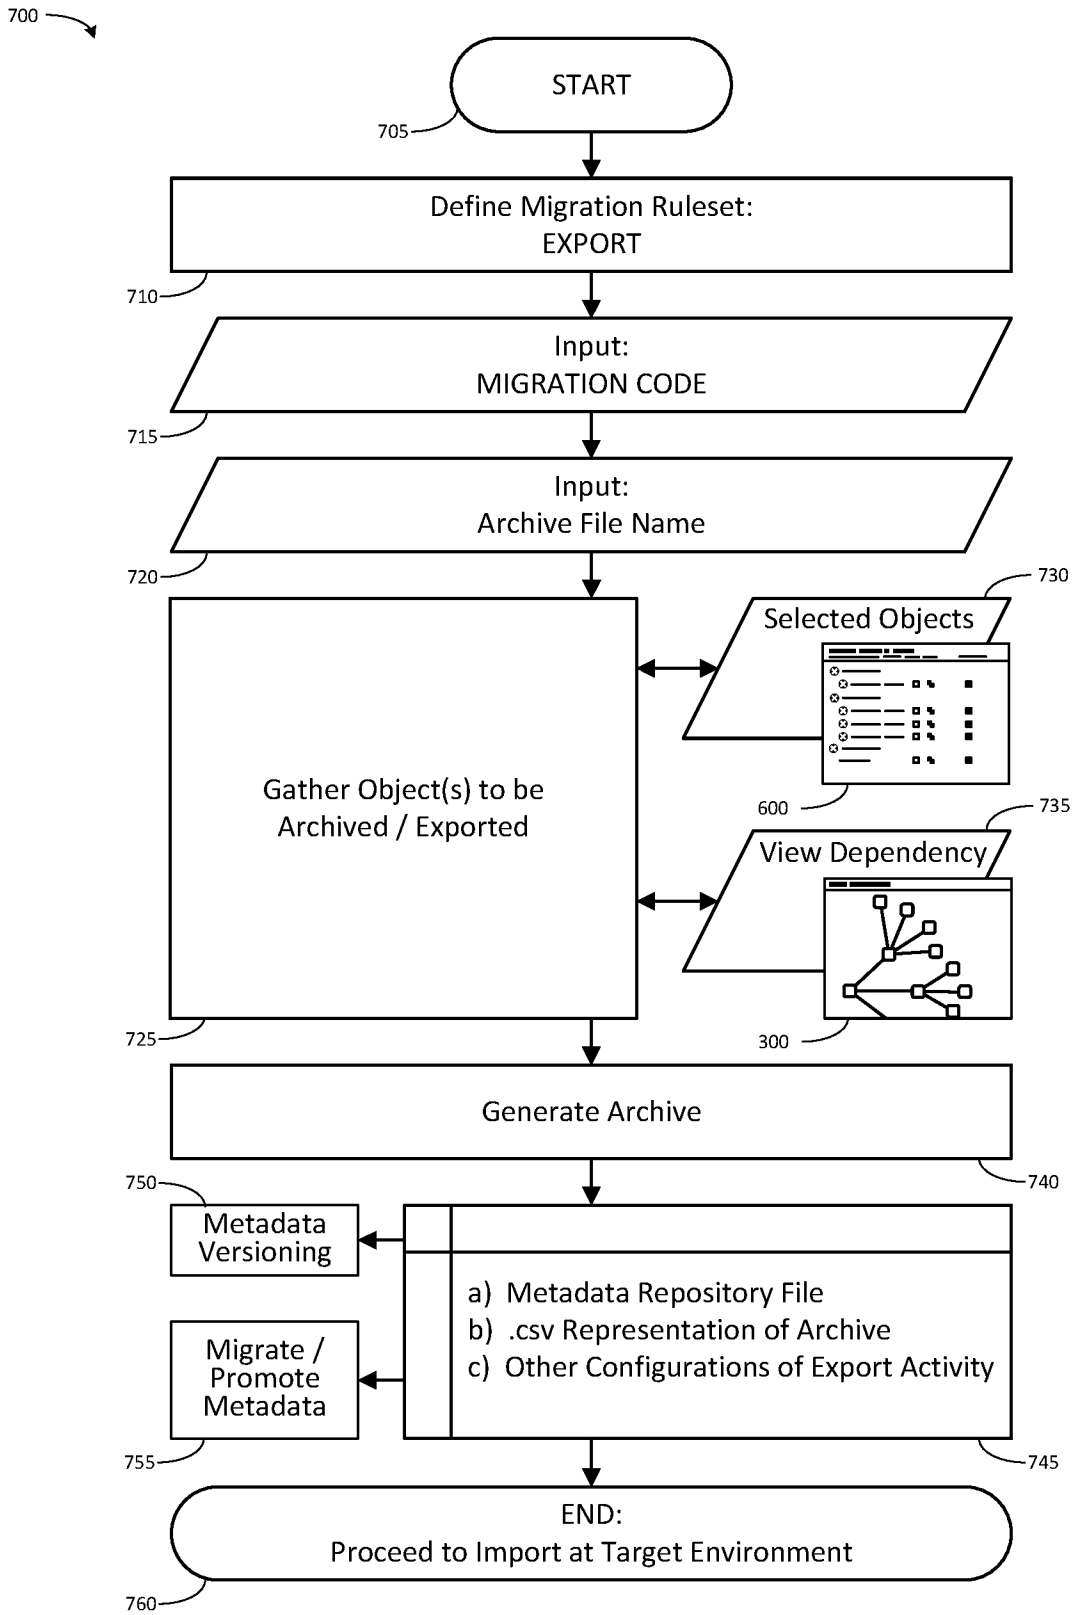 700
START
705
Define Migration Ruleset:
EXPORT
710
Input:
MIGRATION CODE
715
Input:
Archive File Name
720
730
Selected Objects
600
Gather Object(s) to be
Archived / Exported
735
View Dependency
300
725
Generate Archive
740
750
Metadata
Versioning
a) Metadata Repository File
b) .csv Representation of Archive
c) Other Configurations of Export Activity
Migrate /
Promote
Metadata
755
745
END:
Proceed to Import at Target Environment
760